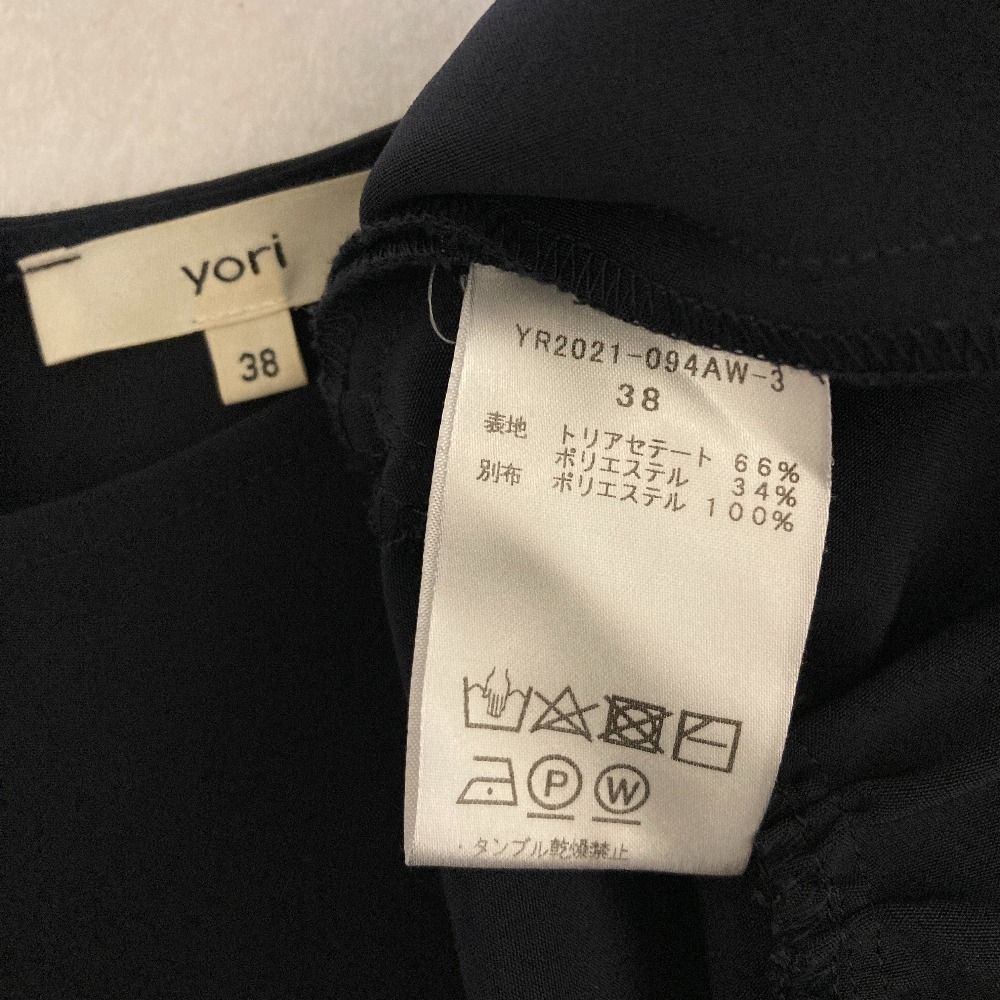 yori
38
YR2021-094AW-3
38
表地 トリアセテート 66%
ポリエステル 34%
別布 ポリエステル 100%
P W
・タンブル乾燥禁止